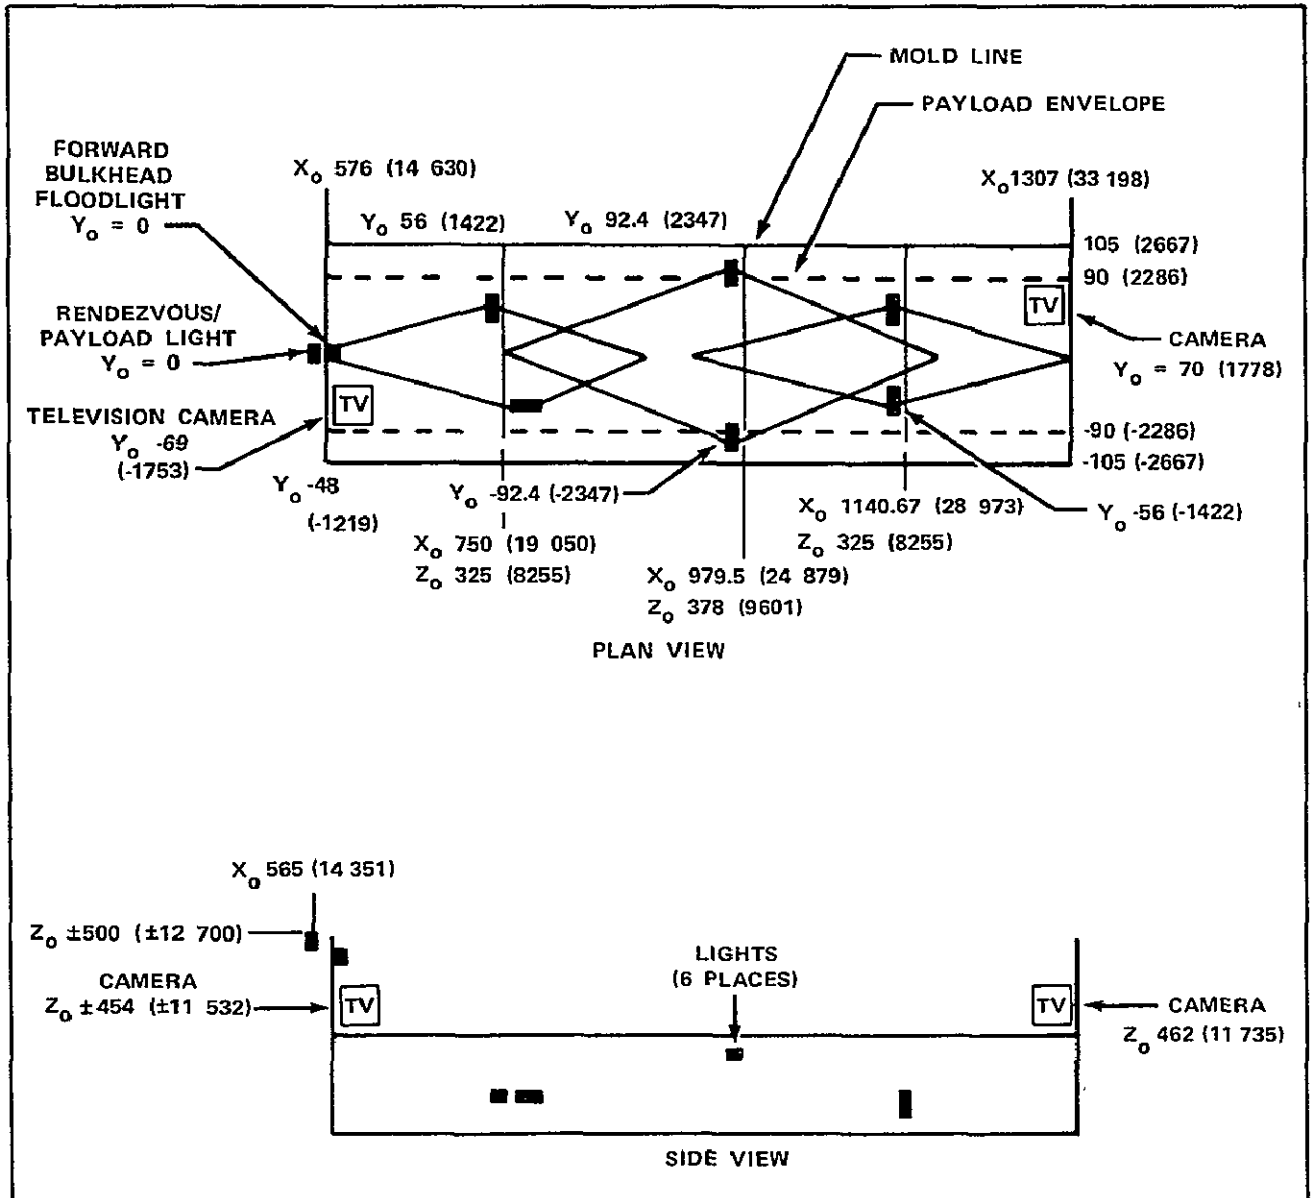 MOLD LINE
PAYLOAD ENVELOPE
FORWARD
BULKHEAD
FLOODLIGHT
Yo = 0
Xo 576 (14 630)
Xo 1307 (33 198)
Yo 56 (1422)
Yo 92.4 (2347)
105 (2667)
90 (2286)
RENDEZVOUS/
PAYLOAD LIGHT
Yo = 0
TV
CAMERA
Yo = 70 (1778)
TV
TELEVISION CAMERA
Yo -69
(-1753)
-90 (-2286)
-105 (-2667)
Yo -48
(-1219)
Yo -92.4 (-2347)
Xo 1140.67 (28 973)
Zo 325 (8255)
Yo -56 (-1422)
Xo 750 (19 050)
Zo 325 (8255)
Xo 979.5 (24 879)
Zo 378 (9601)
PLAN VIEW
Xo 565 (14 351)
Zo ±500 (±12 700)
CAMERA
Zo ±454 (±11 532)
TV
LIGHTS
(6 PLACES)
TV
CAMERA
Zo 462 (11 735)
SIDE VIEW